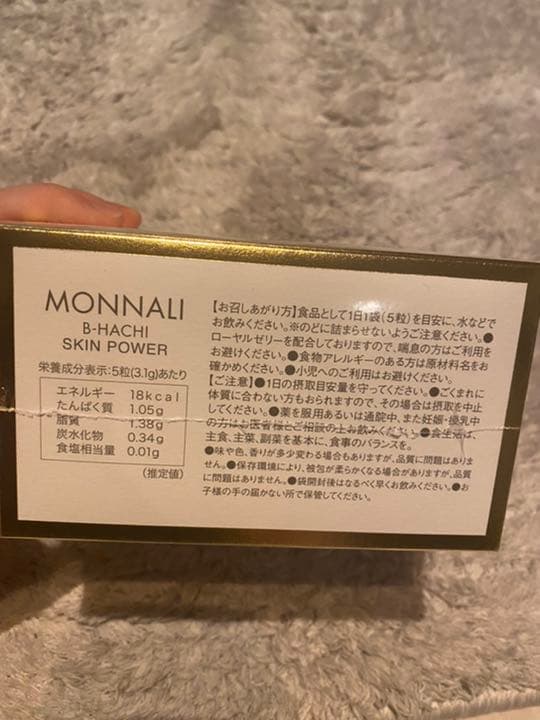 MONNALI
B-HACHI
SKIN POWER
栄養成分表示:5粒(3.1g)あたり
エネルギー 18kcal
たんぱく質 1.05g
脂質 1.38g
炭水化物 0.34g
食塩相当量 0.01g
(推定値)
【お召しあがり方】食品として1日1袋(5粒)を目安に、水などで
お飲みください。※のどに詰まらせないようご注意ください。●
ローヤルゼリーを配合しておりますので、喘息の方はご利用を
お避けください。●食物アレルギーのある方は原材料名をお
確かめください。●小児へのご利用はお避けください。
【ご注意】●1日の摂取目安量を守ってください。●ごくまれに
体質に合わない方もおられますので、その場合は摂取を中止
してください。●薬を服用あるいは通院中、また妊娠・授乳中
の方はお医者様とご相談の上お飲みください。●食生活は、
主食、主菜、副菜を基本に、食事のバランスを。
●味や色、香りが多少変わる場合もありますが、品質に問題はありま
せん。●保存環境により、被包が柔らかくなる場合がありますが、品質
に問題はありません。●袋開封後はなるべく早くお飲みください。●お
子様の手の届かない所で保管してください。